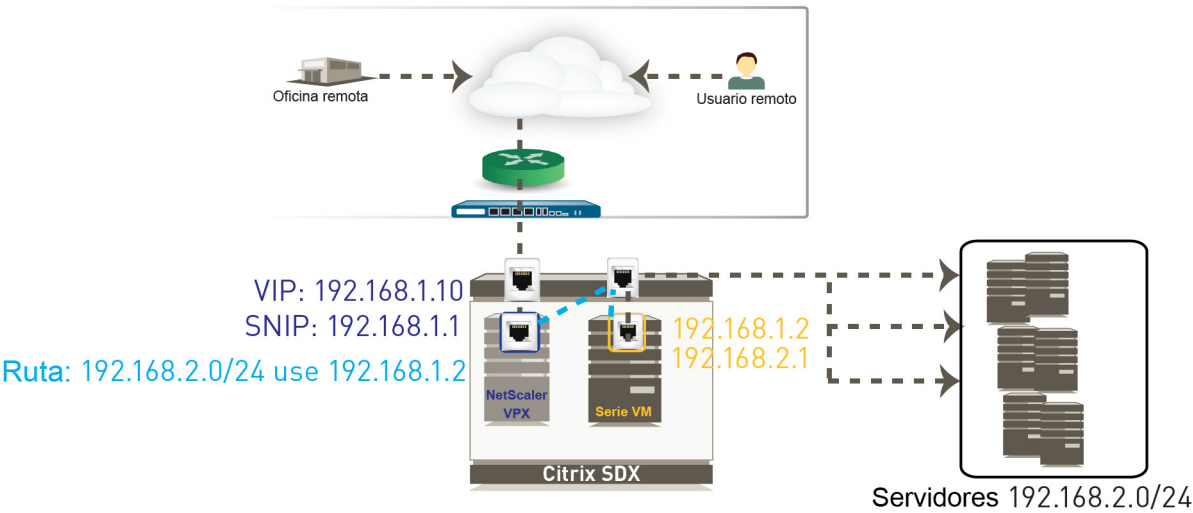 Oficina remota
Usuario remoto
VIP: 192.168.1.10
SNIP: 192.168.1.1
192.168.1.2
192.168.2.1
Ruta: 192.168.2.0/24 use 192.168.1.2
NetScaler
VPX
Serie VM
Citrix SDX
Servidores 192.168.2.0/24